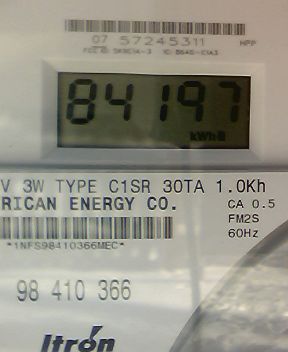 07 57245311 HPP
84197
kWh
V 3W TYPE C1SR 30TA 1.0Kh
RICAN ENERGY CO.
CA 0.5
FM2S
60Hz
*1NFS98410366MEC*
98 410 366
Itron